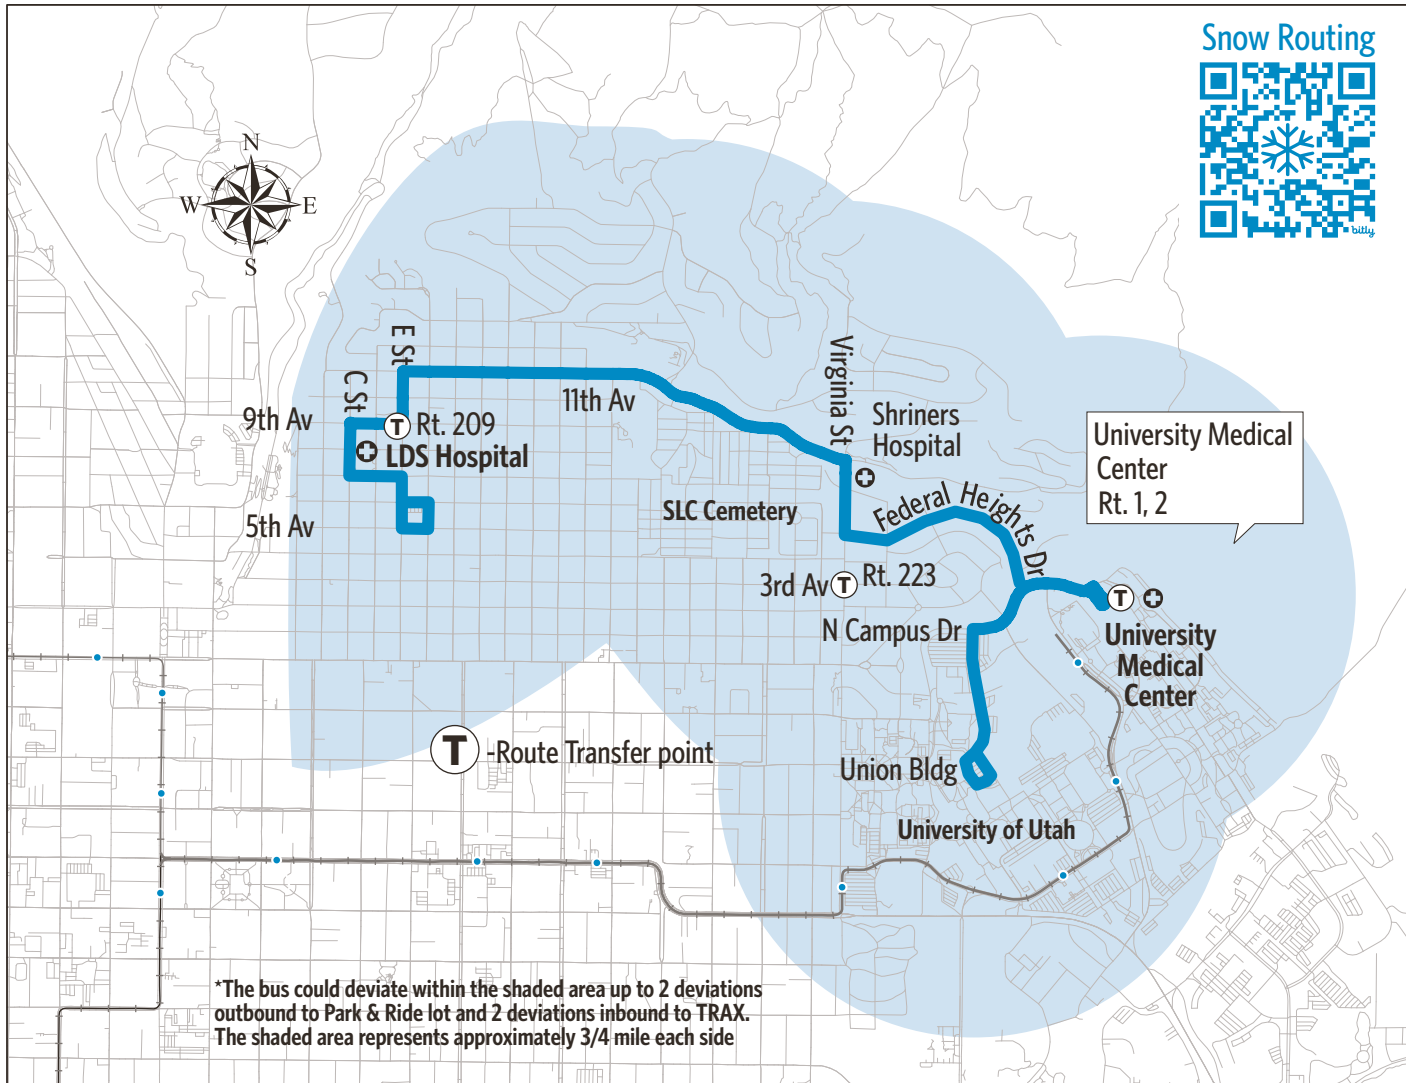 Snow Routing
bitly
N
W
E
S
E St
C St
9th Av
T
Rt. 209
LDS Hospital
5th Av
11th Av
Virginia St
Shriners
Hospital
SLC Cemetery
Federal Heights Dr
University Medical
Center
Rt. 1, 2
3rd Av
T
Rt. 223
T
N Campus Dr
University
Medical
Center
T
-Route Transfer point
Union Bldg
University of Utah
*The bus could deviate within the shaded area up to 2 deviations
outbound to Park & Ride lot and 2 deviations inbound to TRAX.
The shaded area represents approximately 3/4 mile each side